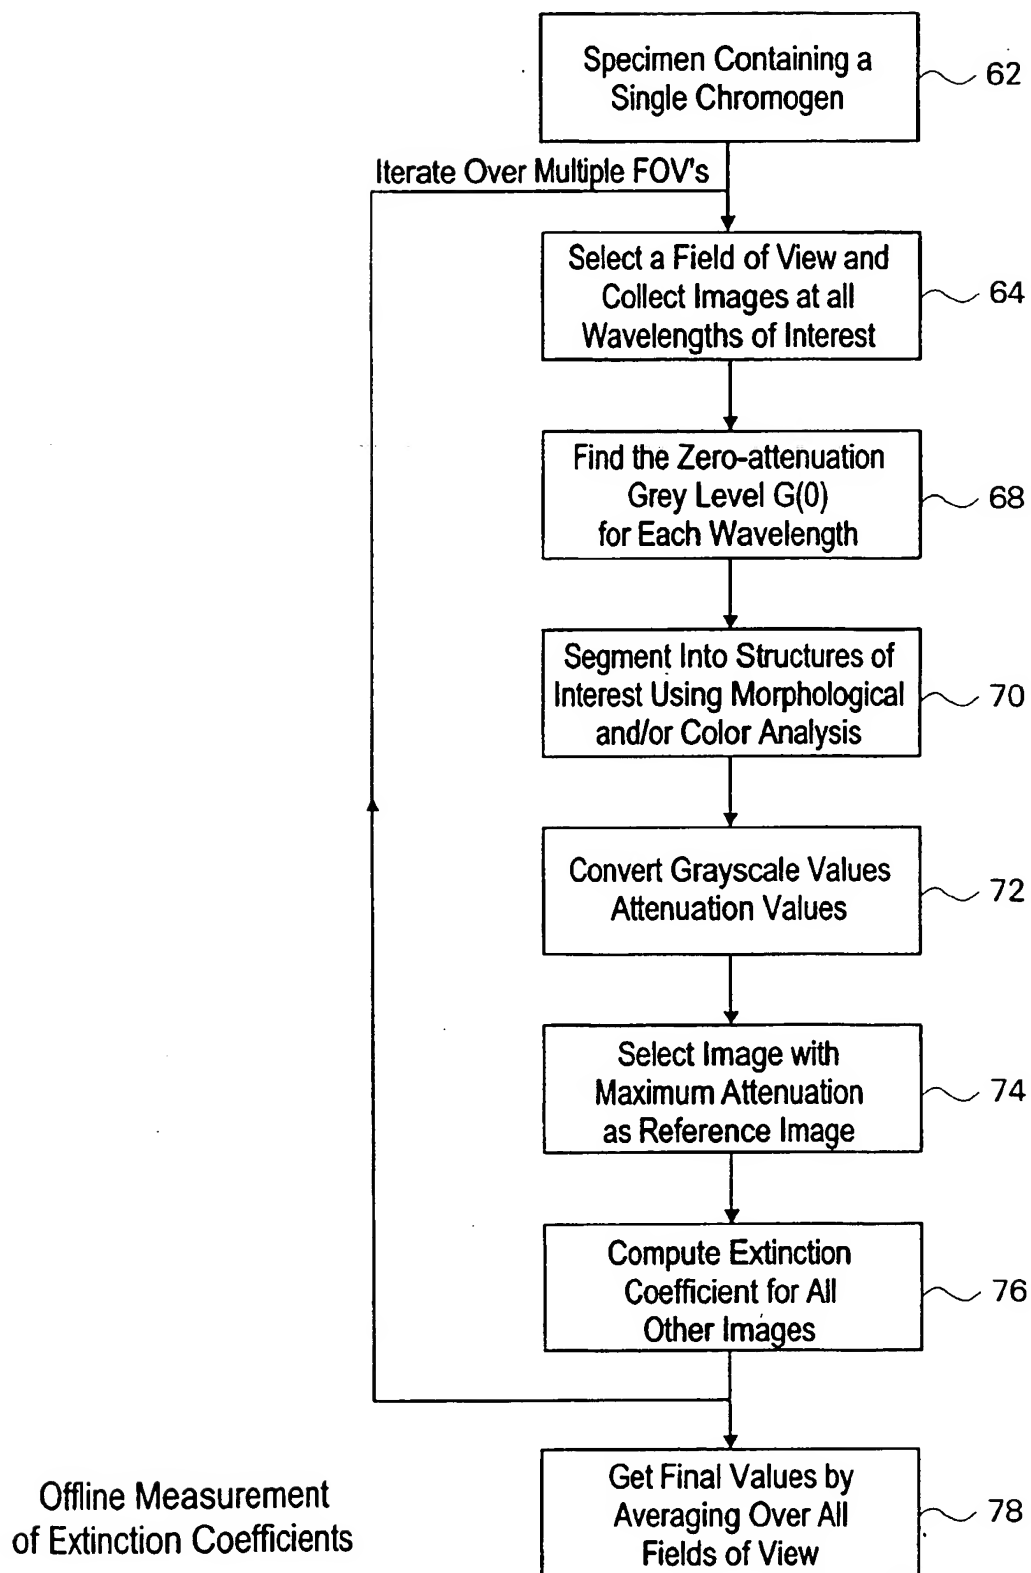 Specimen Containing a
Single Chromogen
62
Iterate Over Multiple FOV's
Select a Field of View and
Collect Images at all
Wavelengths of Interest
64
Find the Zero-attenuation
Grey Level G(0)
for Each Wavelength
68
Segment Into Structures of
Interest Using Morphological
and/or Color Analysis
70
Convert Grayscale Values
Attenuation Values
72
Select Image with
Maximum Attenuation
as Reference Image
74
Compute Extinction
Coefficient for All
Other Images
76
Get Final Values by
Averaging Over All
Fields of View
78
Offline Measurement
of Extinction Coefficients